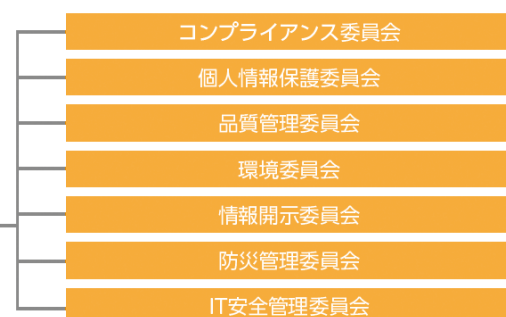 コンプライアンス委員会
個人情報保護委員会
品質管理委員会
環境委員会
情報開示委員会
防災管理委員会
IT安全管理委員会